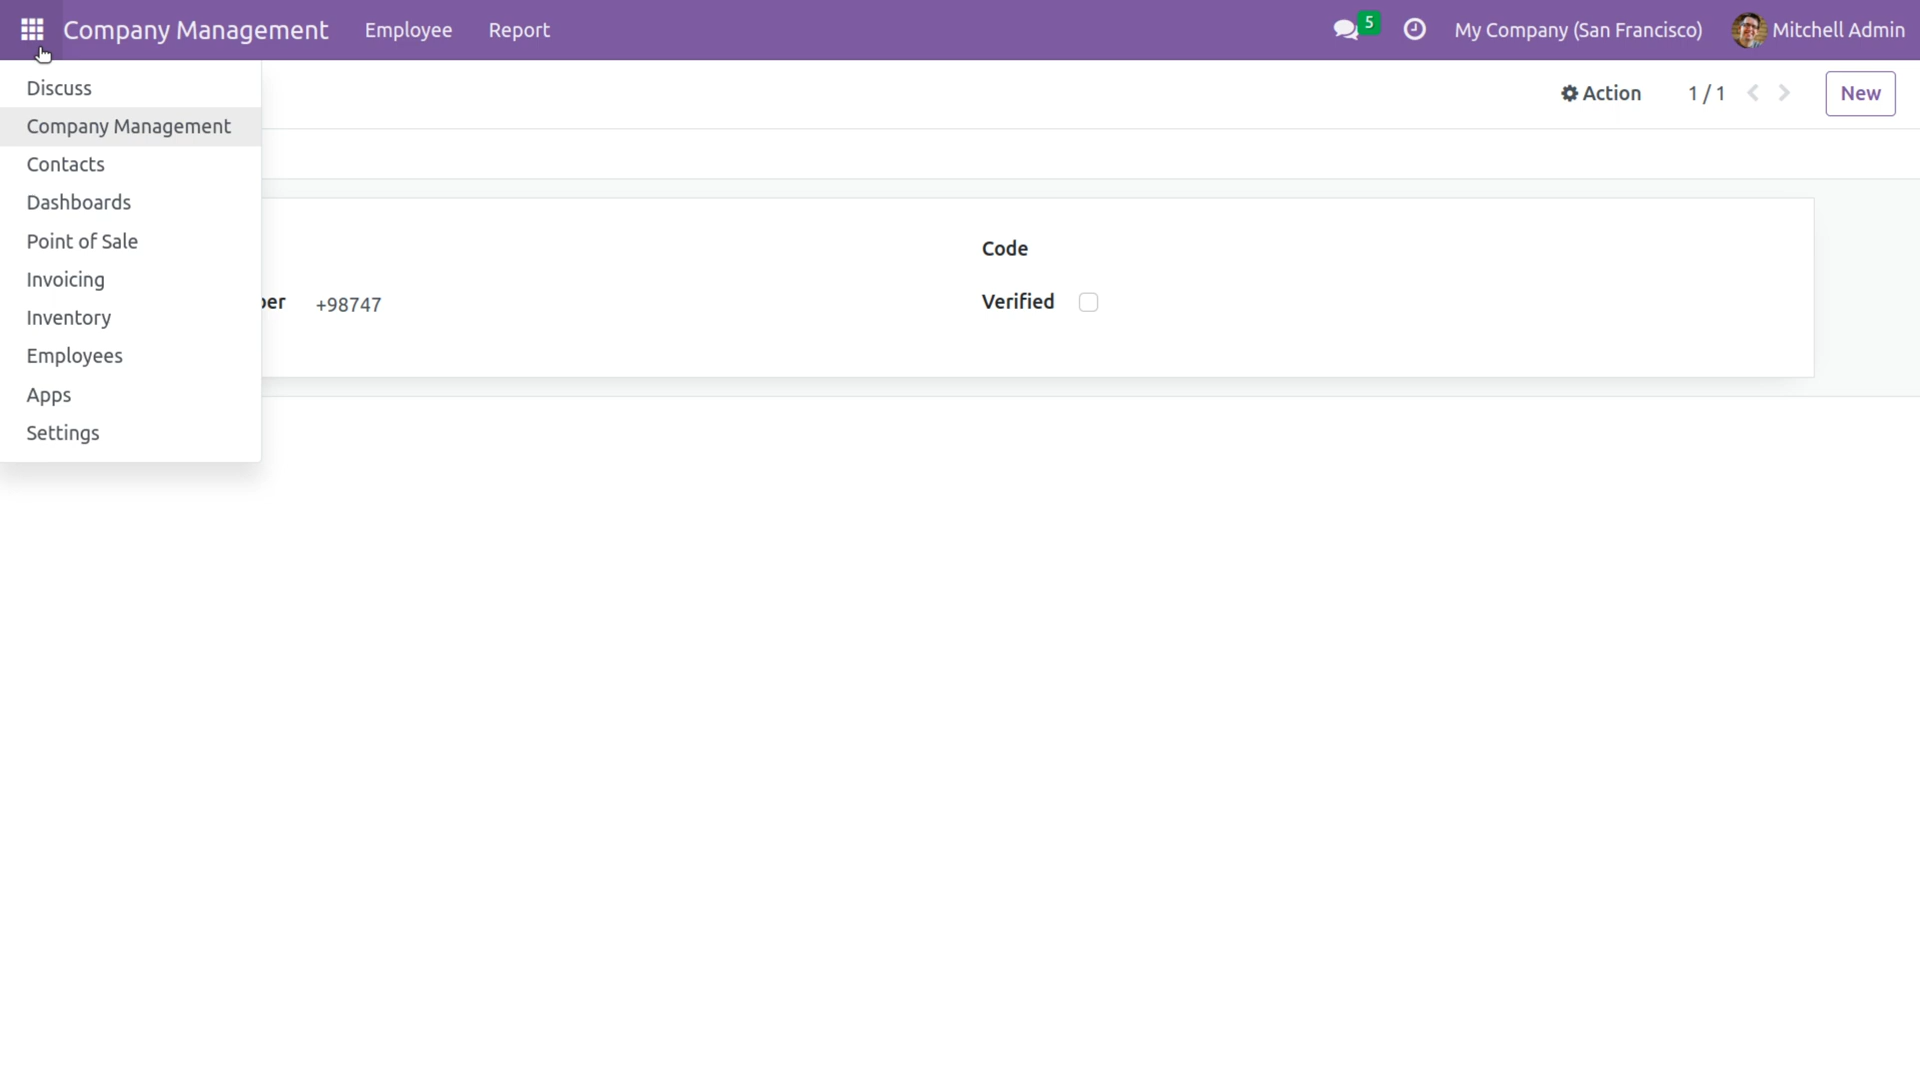 Company Management Employee Report 5 My Company (San Francisco) Mitchell Admin
Discuss
Action 1 / 1 New
Company Management
Contacts
Dashboards
Point of Sale
Code
Invoicing
+98747 Verified
Inventory
Employees
Apps
Settings